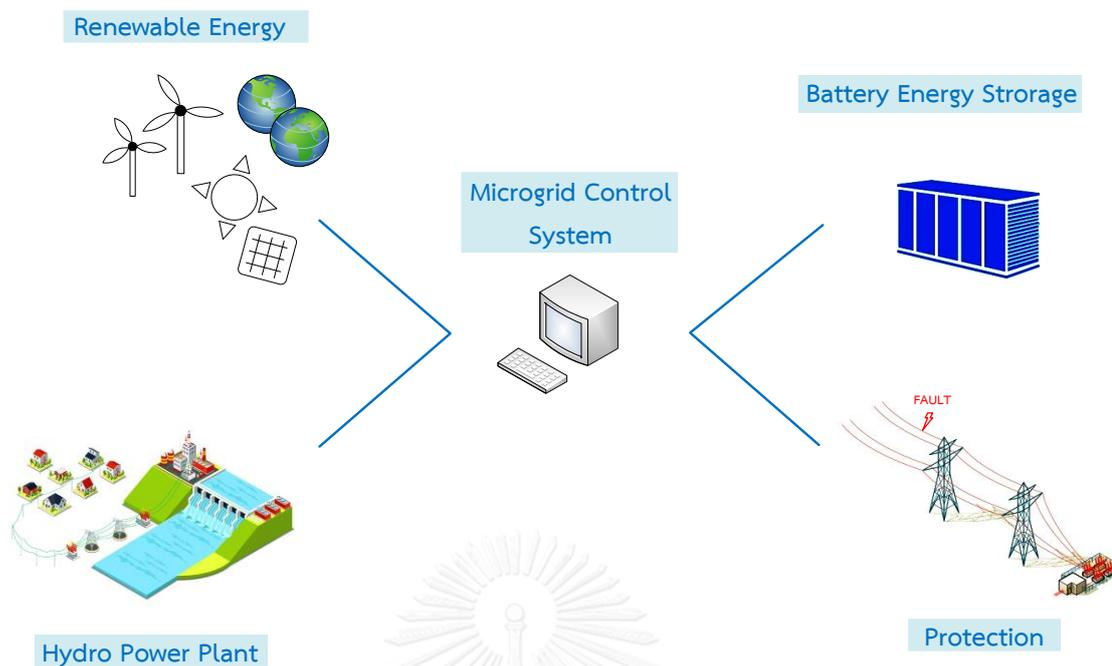 Renewable Energy
Battery Energy Strorage
Microgrid Control
System
FAULT
Hydro Power Plant
Protection